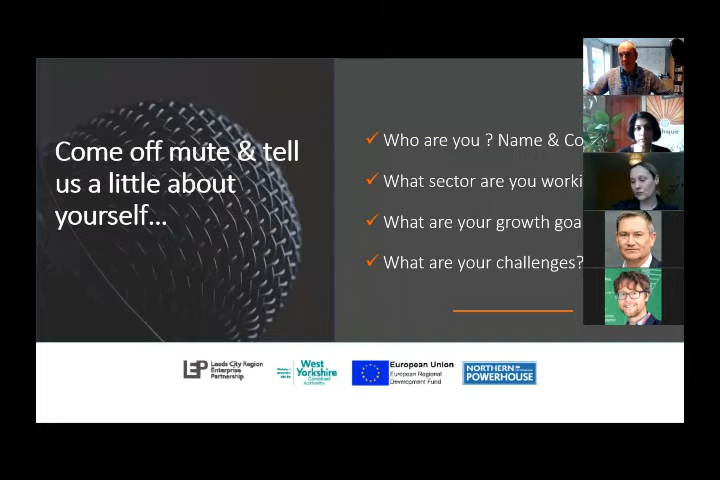 Come off mute & tell
us a little about
yourself...
✓ Who are you ? Name & Co
✓ What sector are you worki
✓ What are your growth goa
✓ What are your challenges?
hque
LEP Leeds City Region
Enterprise
Partnership
West
Yorkshire
Combined
Authority
European Union
European Regional
Development Fund
NORTHERN
POWERHOUSE